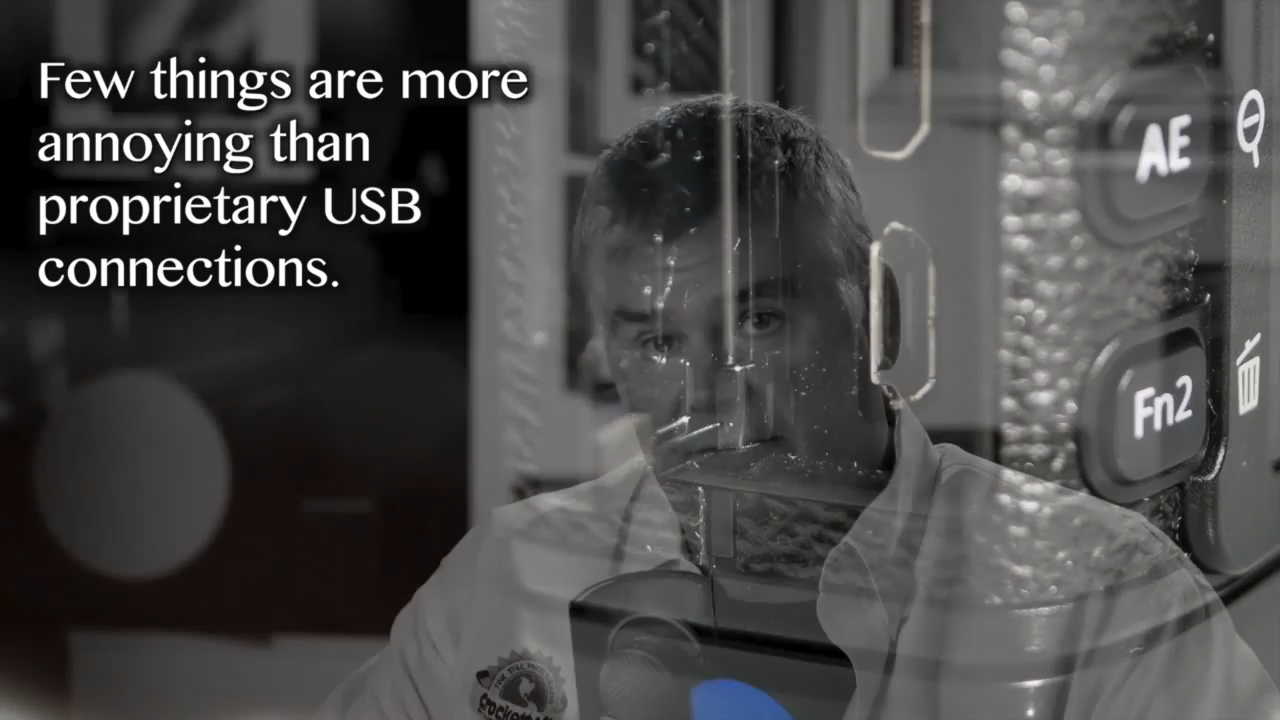 Few things are more
annoying than
proprietary USB
connections.
AE
Fn2